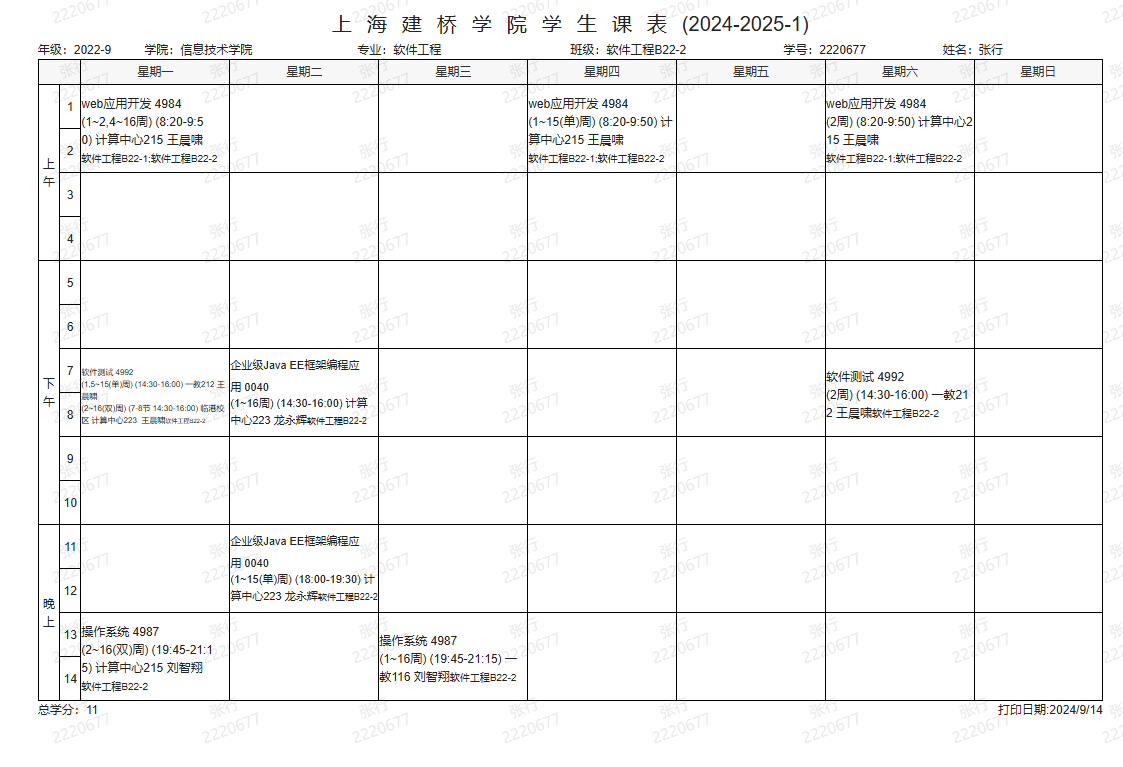 上 海 建 桥 学 院 学 生 课 表 (2024-2025-1)
年级：2022-9 学院：信息技术学院 专业：软件工程 班级：软件工程B22-2 学号：2220677 姓名：张行
星期一 星期二 星期三 星期四 星期五 星期六 星期日
上午
1
2
web应用开发 4984
(1~2,4~16周) (8:20-9:5
0) 计算中心215 王晨啸
软件工程B22-1;软件工程B22-2
web应用开发 4984
(1~15(单)周) (8:20-9:50) 计
算中心215 王晨啸
软件工程B22-1;软件工程B22-2
web应用开发 4984
(2周) (8:20-9:50) 计算中心2
15 王晨啸
软件工程B22-1;软件工程B22-2
3
4
下午
5
6
7
8
软件测试 4992
(1,5~15(单)周) (14:30-16:00) 一教212 王
晨啸
(2~16(双)周) (7-8节 14:30-16:00) 临港校
区 计算中心223 王晨啸软件工程B22-2
企业级Java EE框架编程应
用 0040
(1~16周) (14:30-16:00) 计算
中心223 龙永辉软件工程B22-2
软件测试 4992
(2周) (14:30-16:00) 一教21
2 王晨啸软件工程B22-2
9
10
晚上
11
12
企业级Java EE框架编程应
用 0040
(1~15(单)周) (18:00-19:30) 计
算中心223 龙永辉软件工程B22-2
13
14
操作系统 4987
(2~16(双)周) (19:45-21:1
5) 计算中心215 刘智翔
软件工程B22-2
操作系统 4987
(1~16周) (19:45-21:15) 一
教116 刘智翔软件工程B22-2
总学分：11 打印日期:2024/9/14
张行
2220677